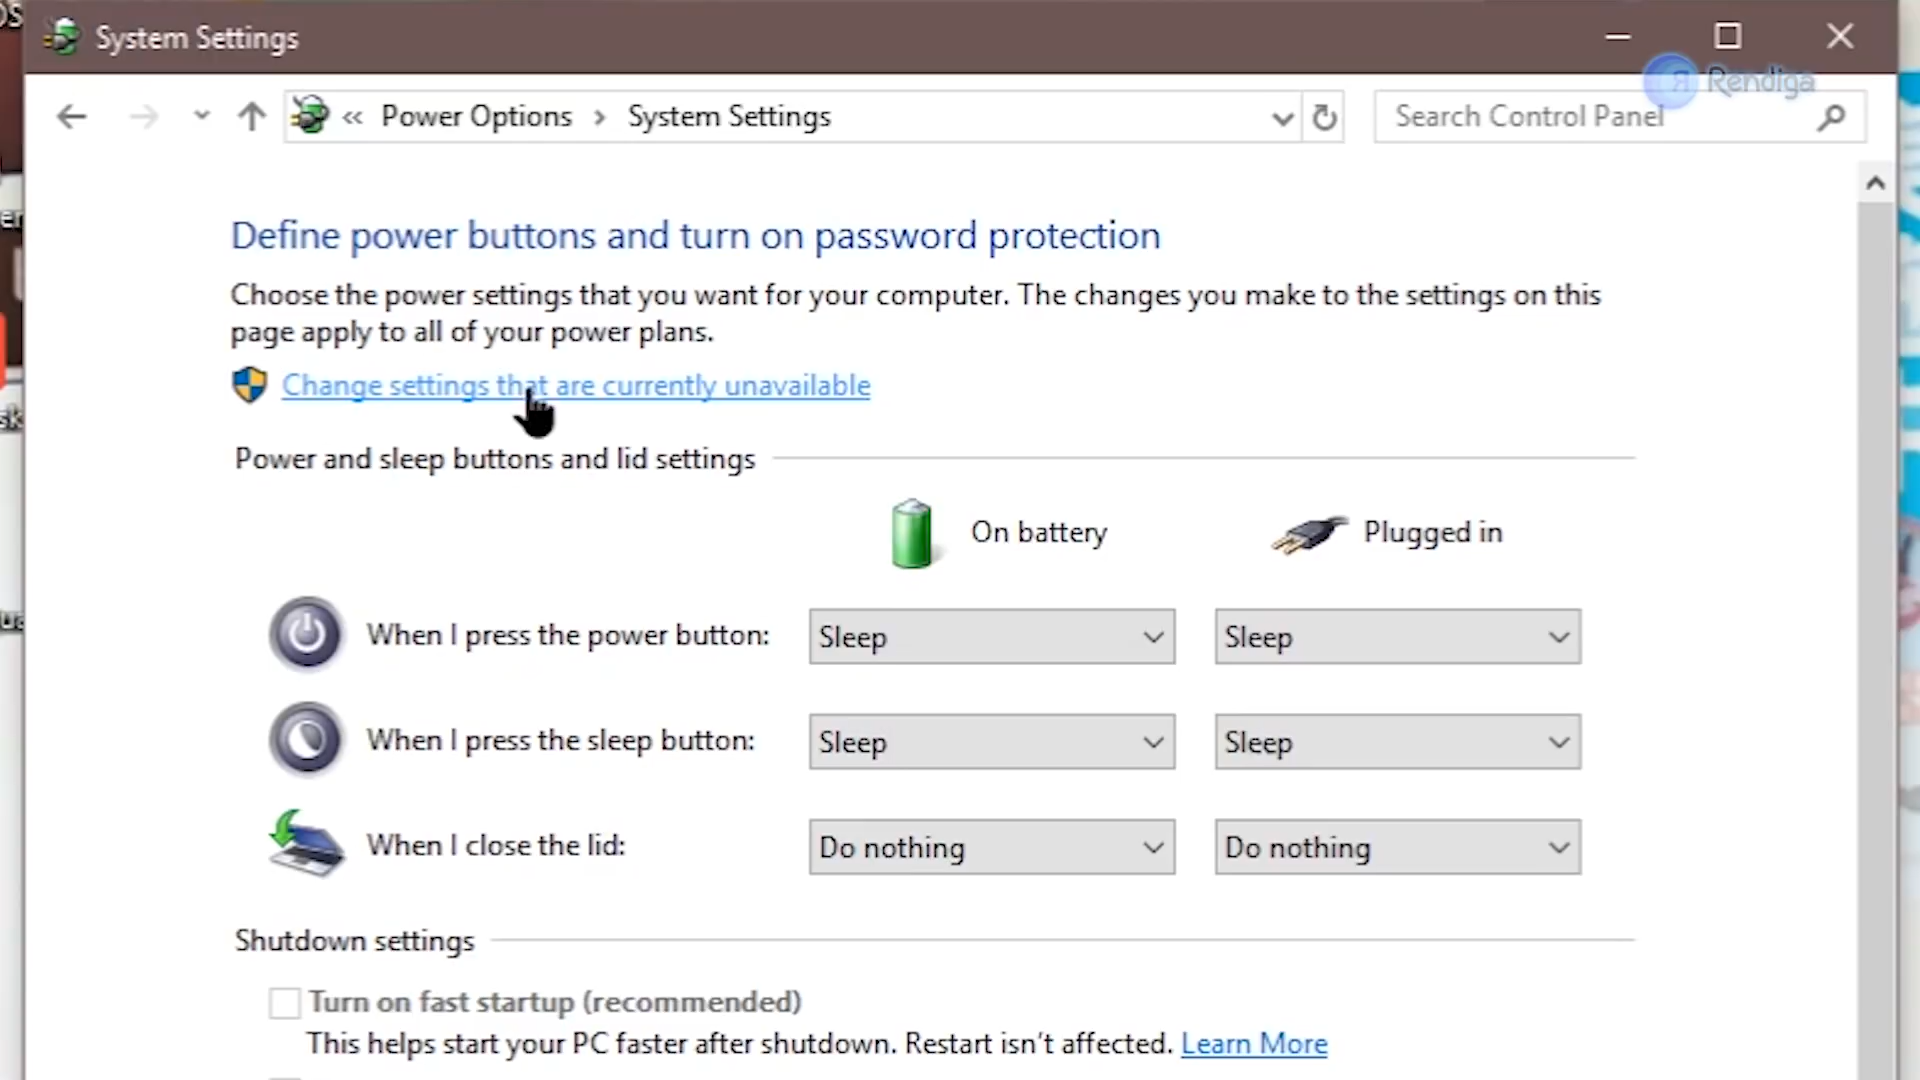 System Settings
Rendiga
« Power Options > System Settings
Search Control Panel
Define power buttons and turn on password protection
Choose the power settings that you want for your computer. The changes you make to the settings on this
page apply to all of your power plans.
Change settings that are currently unavailable
Power and sleep buttons and lid settings
On battery
Plugged in
When I press the power button:
Sleep
Sleep
When I press the sleep button:
Sleep
Sleep
When I close the lid:
Do nothing
Do nothing
Shutdown settings
Turn on fast startup (recommended)
This helps start your PC faster after shutdown. Restart isn't affected. Learn More